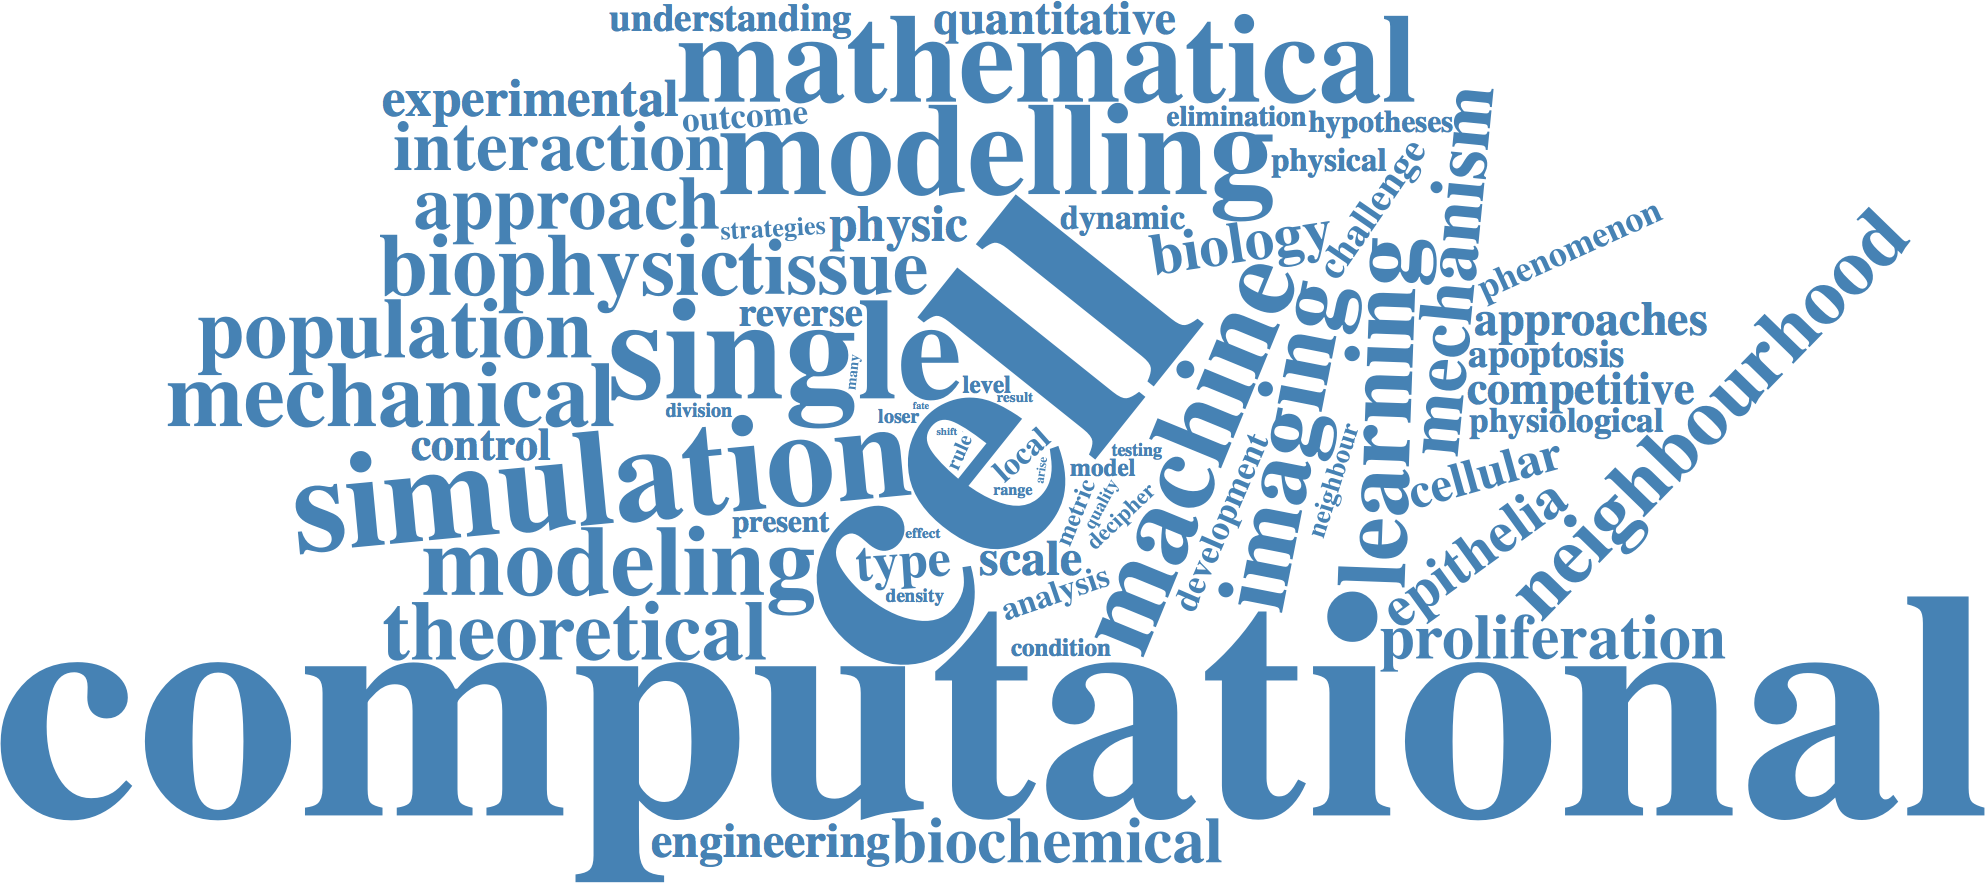 understanding
quantitative
mathematical
experimental
outcome
elimination
hypotheses
interaction
modelling
physical
mechanism
challenge
approach
strategies
physic
dynamic
biology
phenomenon
biophysic
tissue
cell
machine
imaging
learning
neighbourhood
population
reverse
single
many
approaches
apoptosis
mechanical
level
result
division
loser
fate
competitive
physiological
control
simulation
shift
rule
local
range
arise
testing
model
metric
quality
decipher
development
neighbour
cellular
present
effect
modeling
type
density
scale
analysis
epithelia
theoretical
condition
proliferation
computational
engineering
biochemical